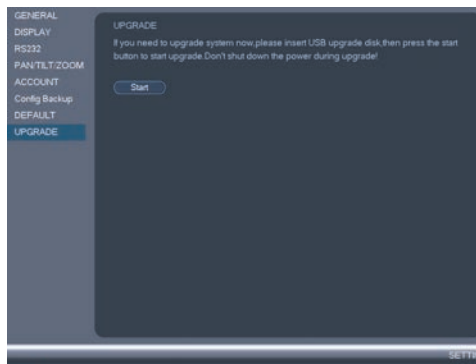 GENERAL
DISPLAY
RS232
PAN/TILT/ZOOM
ACCOUNT
Config Backup
DEFAULT
UPGRADE
UPGRADE
If you need to upgrade system now,please insert USB upgrade disk,then press the start
button to start upgrade.Don't shut down the power during upgrade!
Start
SETTI